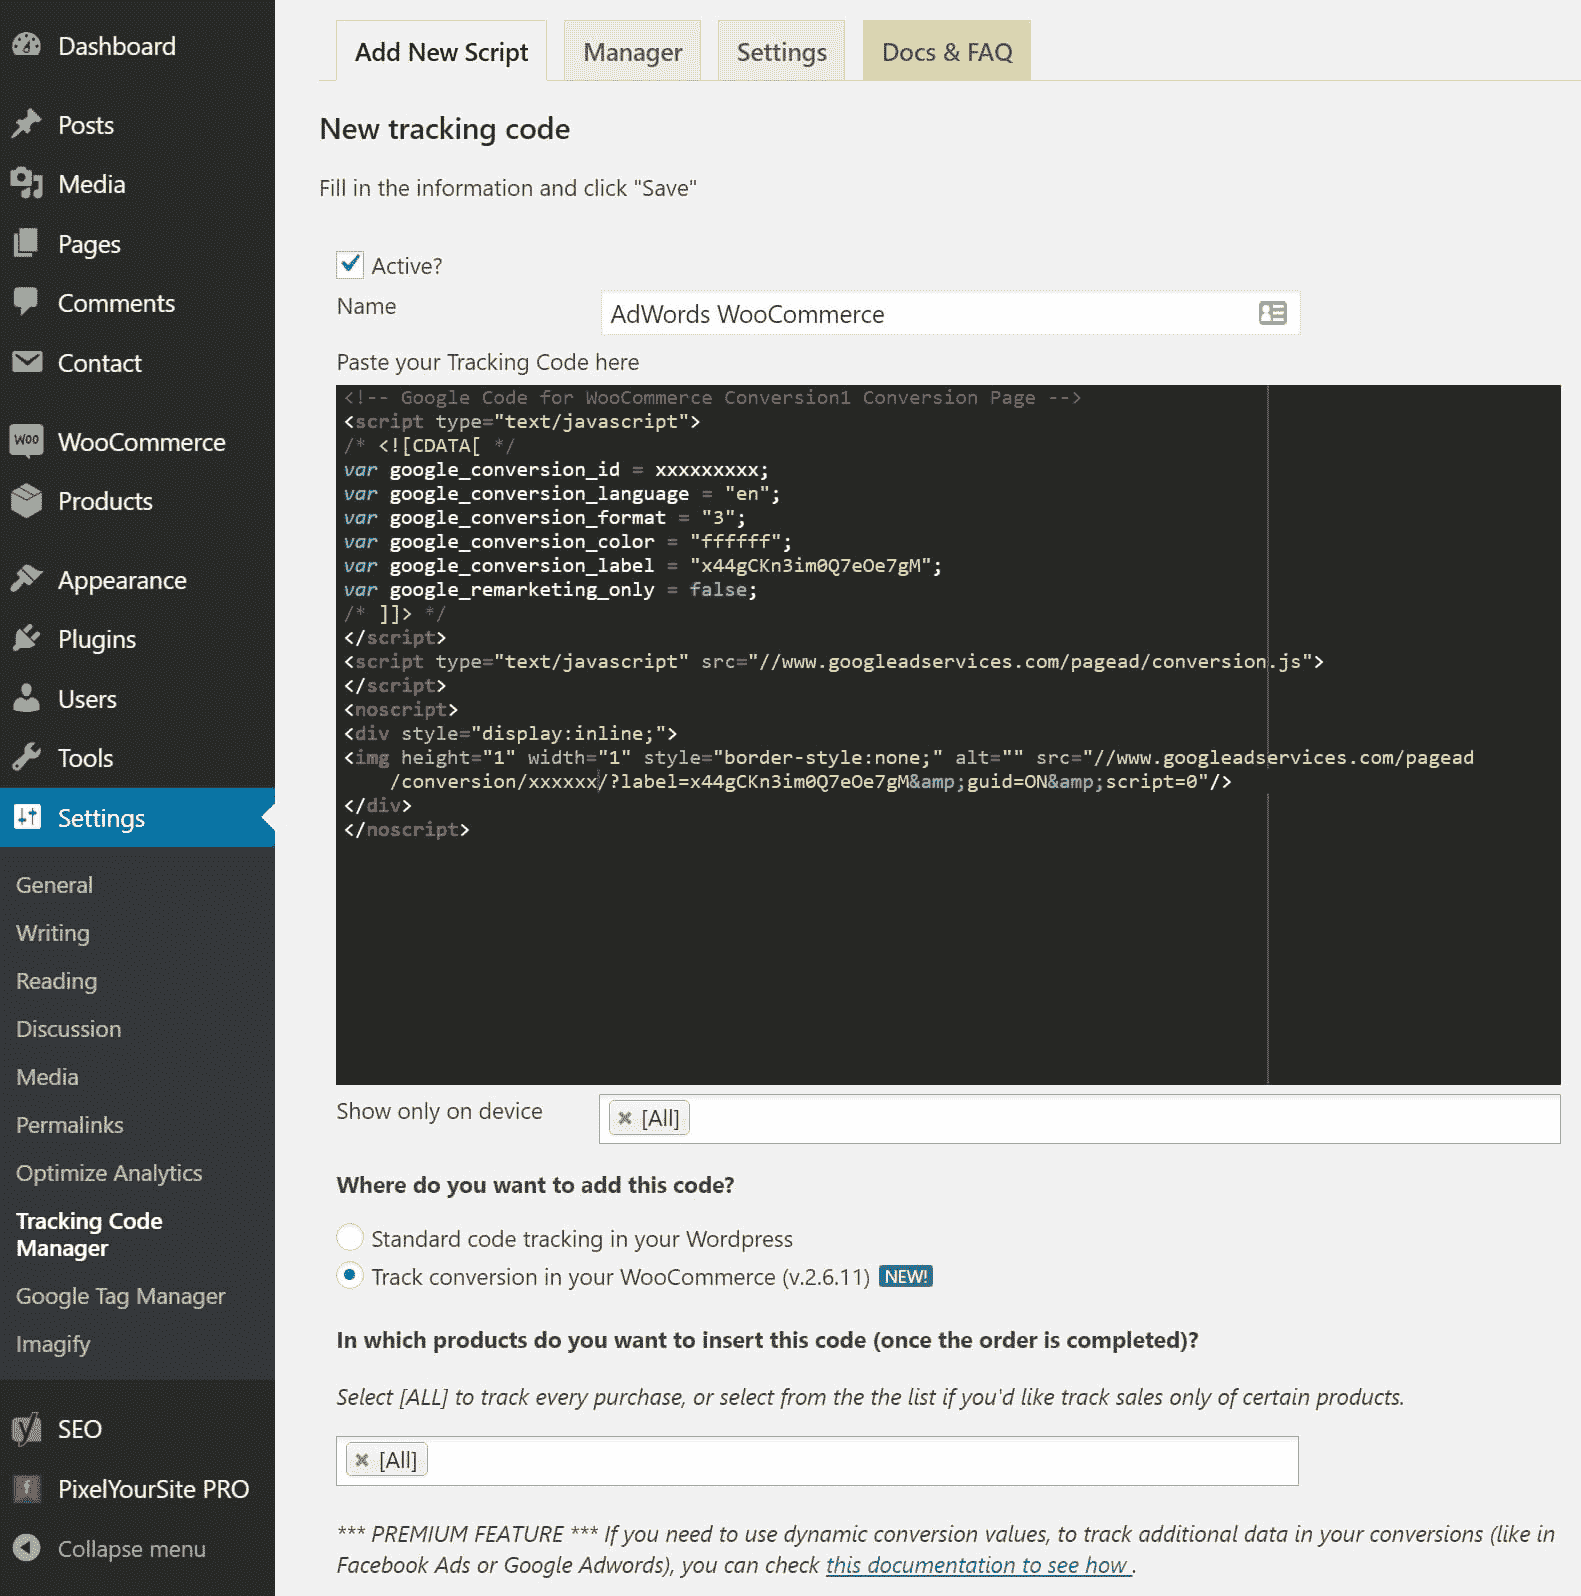 Dashboard
Posts
Media
Pages
Comments
Contact
Woo WooCommerce
Products
Appearance
Plugins
Users
Tools
Settings
General
Writing
Reading
Discussion
Media
Permalinks
Optimize Analytics
Tracking Code
Manager
Google Tag Manager
Imagify
SEO
f PixelYourSite PRO
Collapse menu
Add New Script Manager Settings Docs & FAQ
New tracking code
Fill in the information and click "Save"
Active?
Name AdWords WooCommerce
Paste your Tracking Code here
<!-- Google Code for WooCommerce Conversion1 Conversion Page -->
<script type="text/javascript">
/* <![CDATA[ */
var google_conversion_id = xxxxxxxxx;
var google_conversion_language = "en";
var google_conversion_format = "3";
var google_conversion_color = "ffffff";
var google_conversion_label = "x44gCKn3im0Q7eOe7gM";
var google_remarketing_only = false;
/* ]]> */
</script>
<script type="text/javascript" src="//www.googleadservices.com/pagead/conversion.js">
</script>
<noscript>
<div style="display:inline;">
<img height="1" width="1" style="border-style:none;" alt="" src="//www.googleadservices.com/pagead
/conversion/xxxxxx/?label=x44gCKn3im0Q7eOe7gM&amp;guid=ON&amp;script=0"/>
</div>
</noscript>
Show only on device × [All]
Where do you want to add this code?
Standard code tracking in your Wordpress
Track conversion in your WooCommerce (v.2.6.11) NEW!
In which products do you want to insert this code (once the order is completed)?
Select [ALL] to track every purchase, or select from the the list if you'd like track sales only of certain products.
× [All]
*** PREMIUM FEATURE *** If you need to use dynamic conversion values, to track additional data in your conversions (like in
Facebook Ads or Google Adwords), you can check this documentation to see how .